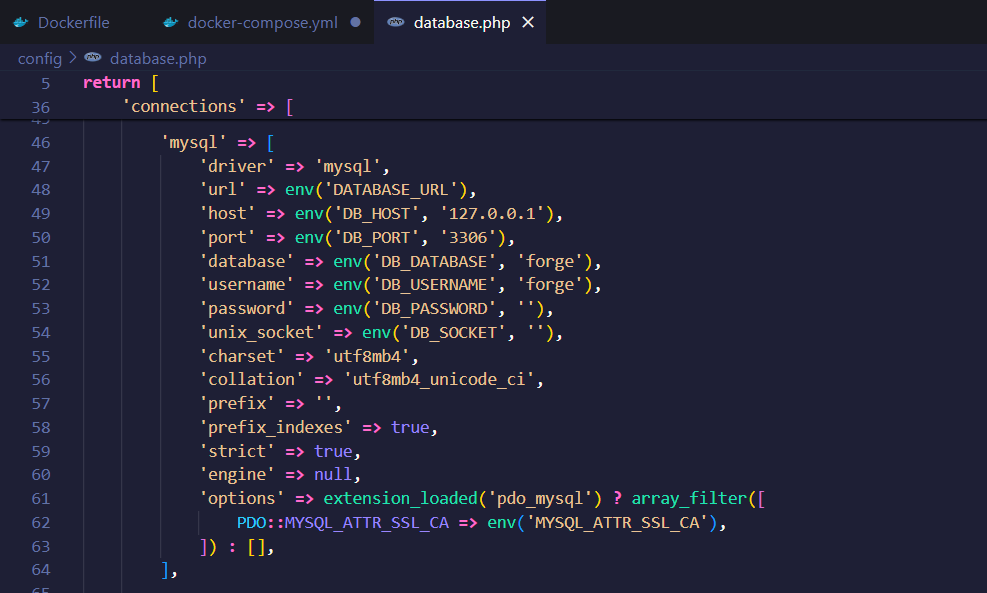 Dockerfile docker-compose.yml database.php
config > database.php
5 return [
36 'connections' => [
45
46 'mysql' => [
47 'driver' => 'mysql',
48 'url' => env('DATABASE_URL'),
49 'host' => env('DB_HOST', '127.0.0.1'),
50 'port' => env('DB_PORT', '3306'),
51 'database' => env('DB_DATABASE', 'forge'),
52 'username' => env('DB_USERNAME', 'forge'),
53 'password' => env('DB_PASSWORD', ''),
54 'unix_socket' => env('DB_SOCKET', ''),
55 'charset' => 'utf8mb4',
56 'collation' => 'utf8mb4_unicode_ci',
57 'prefix' => '',
58 'prefix_indexes' => true,
59 'strict' => true,
60 'engine' => null,
61 'options' => extension_loaded('pdo_mysql') ? array_filter([
62 PDO::MYSQL_ATTR_SSL_CA => env('MYSQL_ATTR_SSL_CA'),
63 ]) : [],
64 ],
65